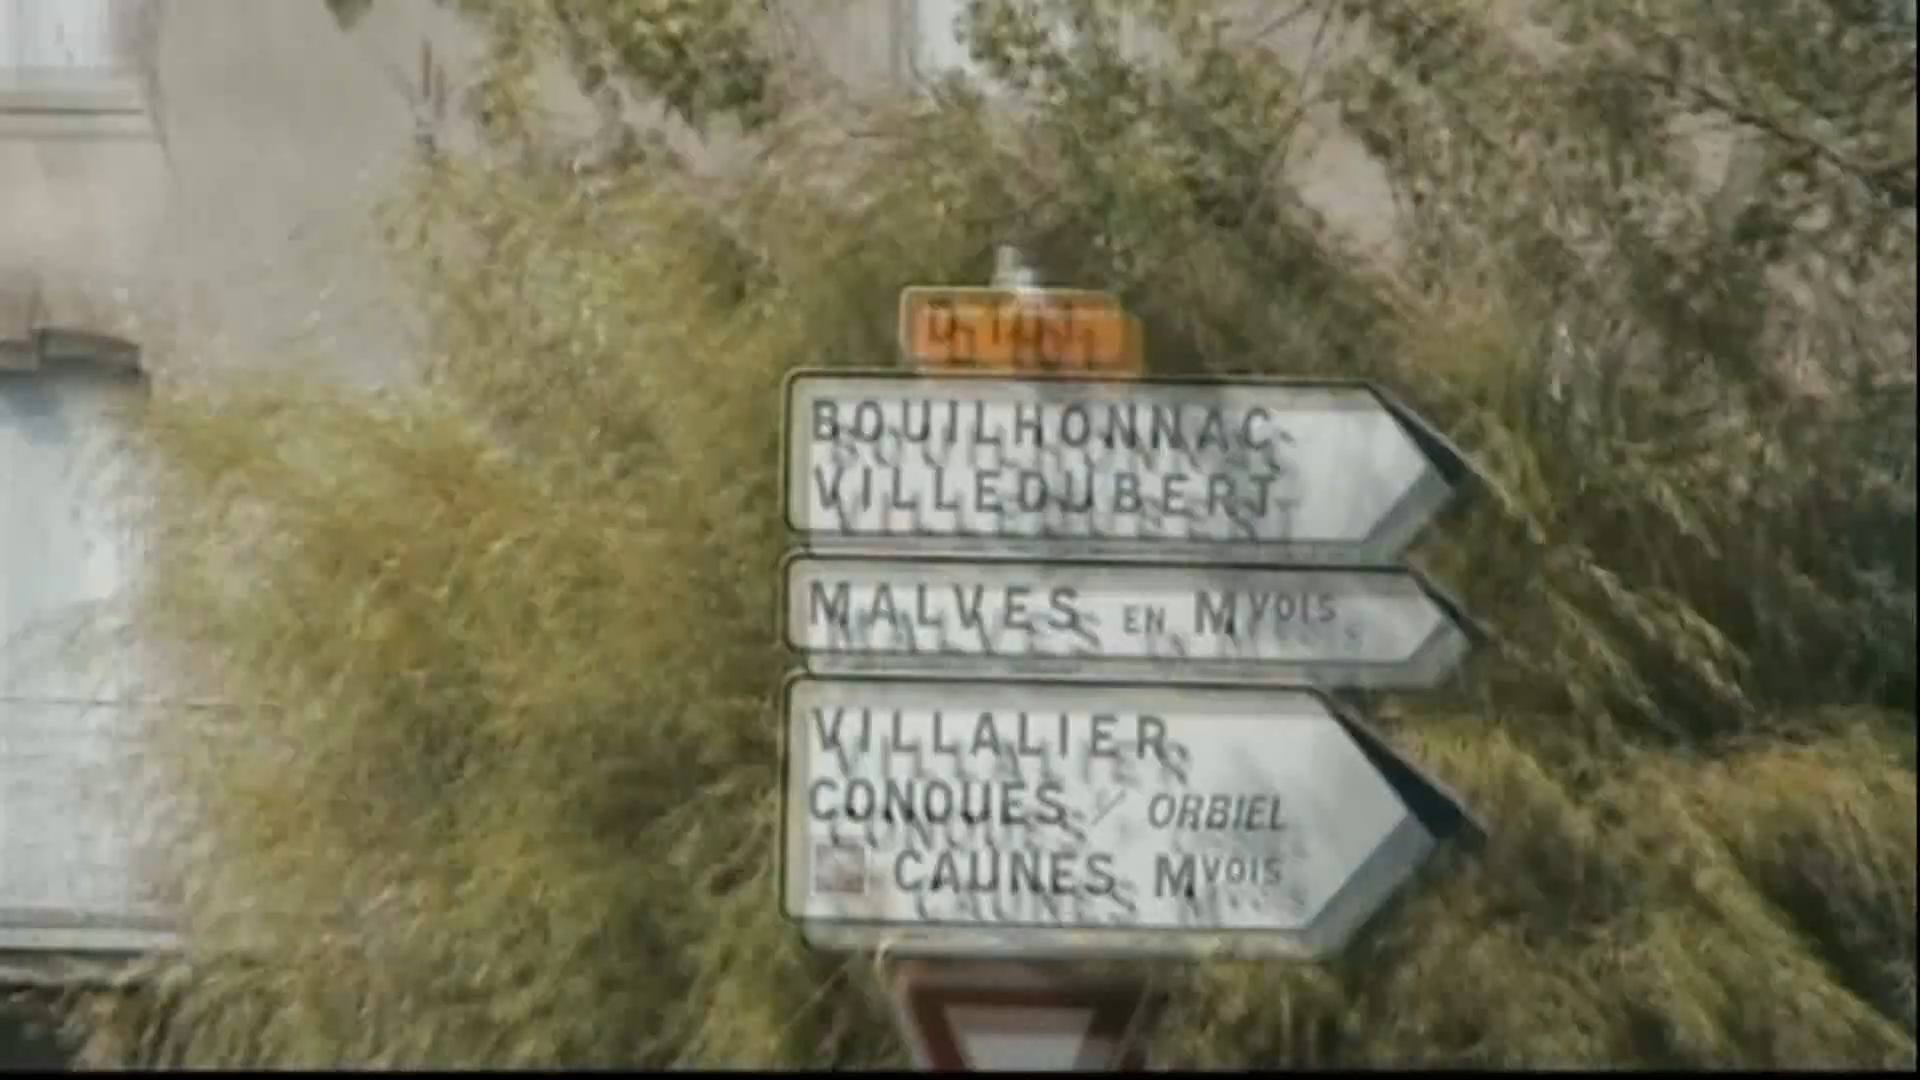 BOUILHONNAC
VILLEDUBERT
MALVES EN MVOIS
VILLALIER
CONQUES S/ ORBIEL
CAUNES MVOIS